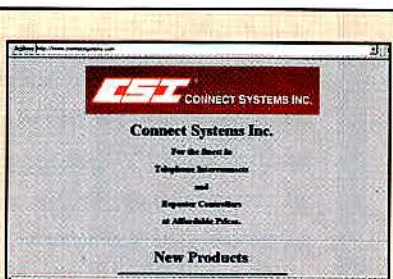 CSI CONNECT SYSTEMS INC.
Connect Systems Inc.
For the finest in
Telephone Interconnects
and
Repeater Controllers
at Affordable Prices.
New Products